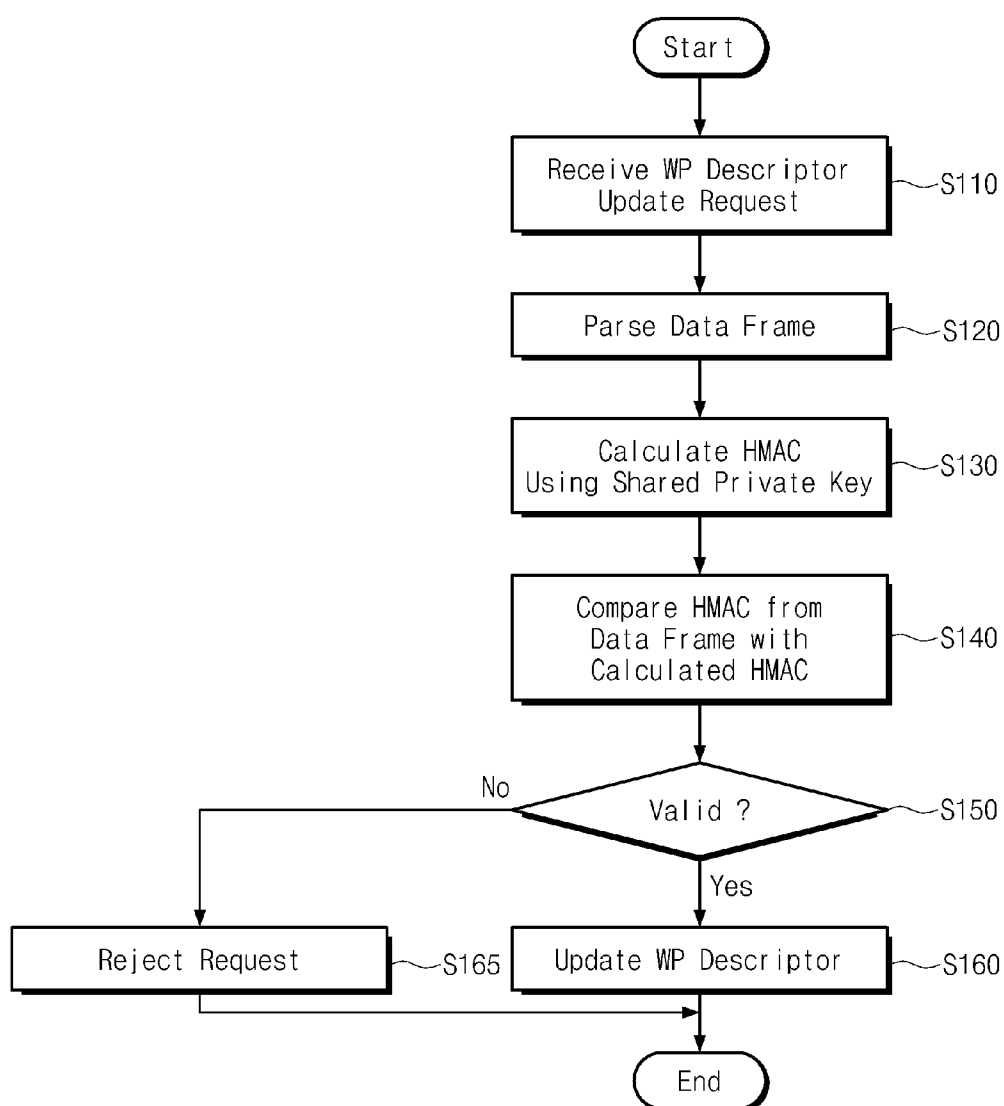 Start
Receive WP Descriptor
Update Request
S110
Parse Data Frame
S120
Calculate HMAC
Using Shared Private Key
S130
Compare HMAC from
Data Frame with
Calculated HMAC
S140
No
Valid ?
S150
Yes
Reject Request
S165
Update WP Descriptor
S160
End